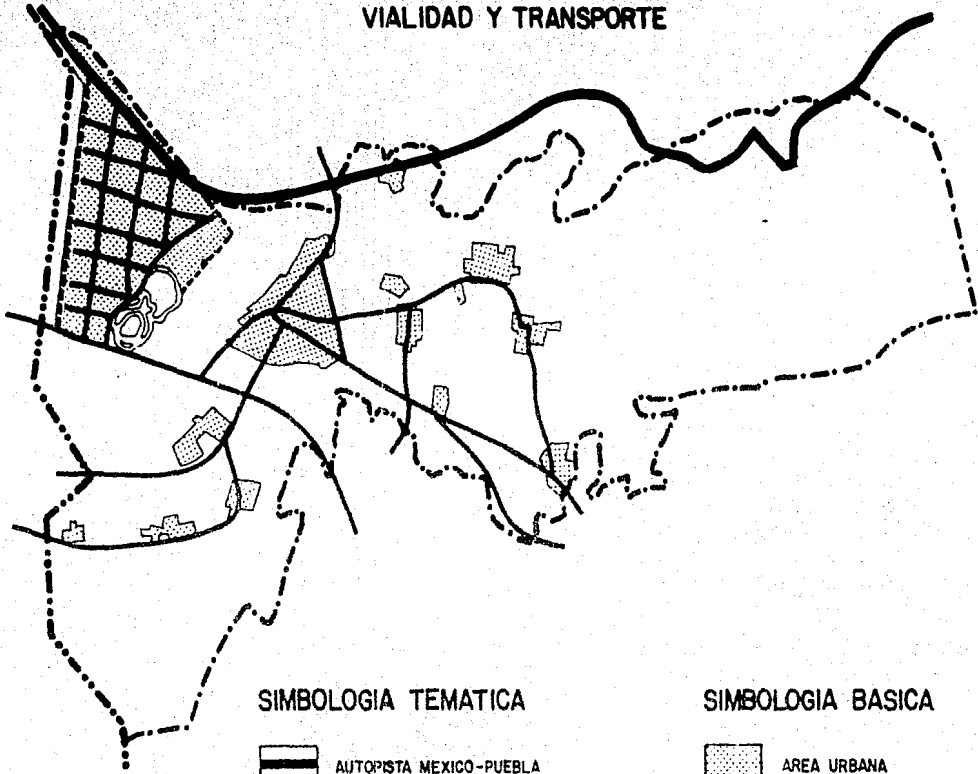 VIALIDAD Y TRANSPORTE
SIMBOLOGIA TEMATICA
SIMBOLOGIA BASICA
AUTOPISTA MEXICO-PUEBLA
AREA URBANA